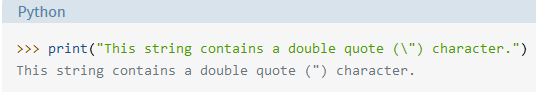 Python
>>> print("This string contains a double quote (\") character.")
This string contains a double quote (") character.